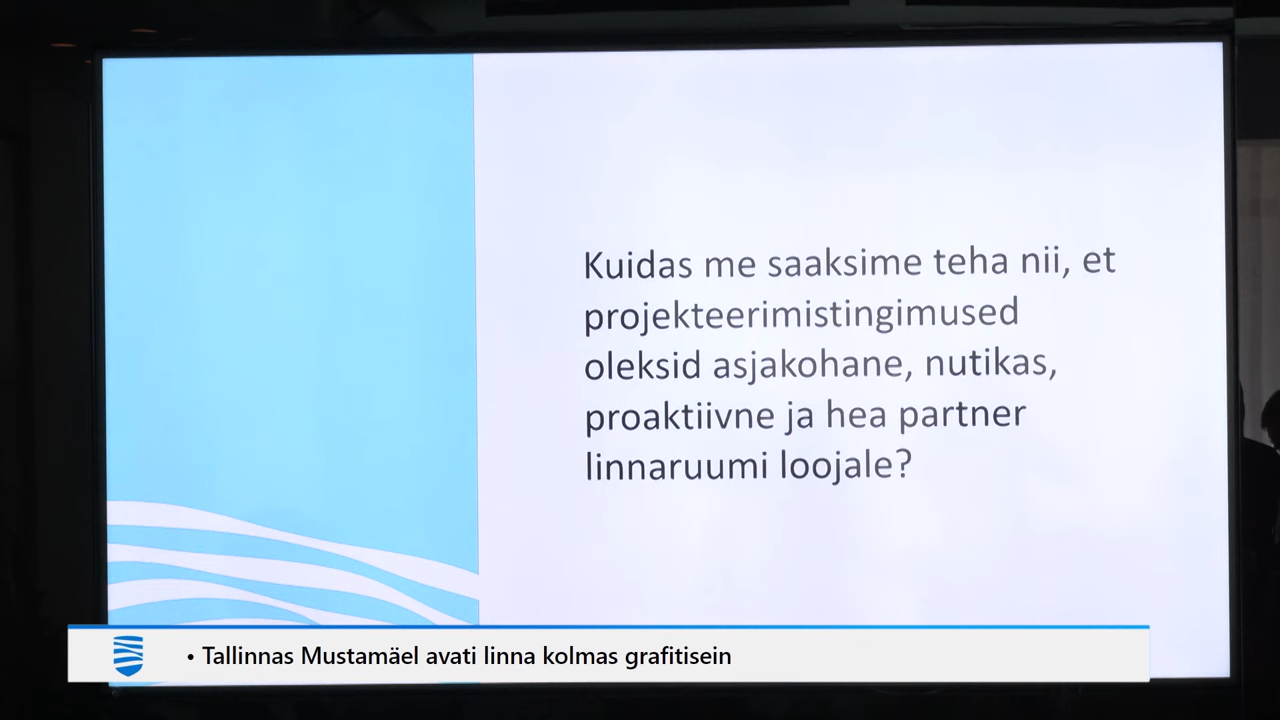 Kuidas me saaksime teha nii, et
projekteerimistingimused
oleksid asjakohane, nutikas,
proaktiivne ja hea partner
linnaruumi loojale?
• Tallinnas Mustamäel avati linna kolmas grafitisein